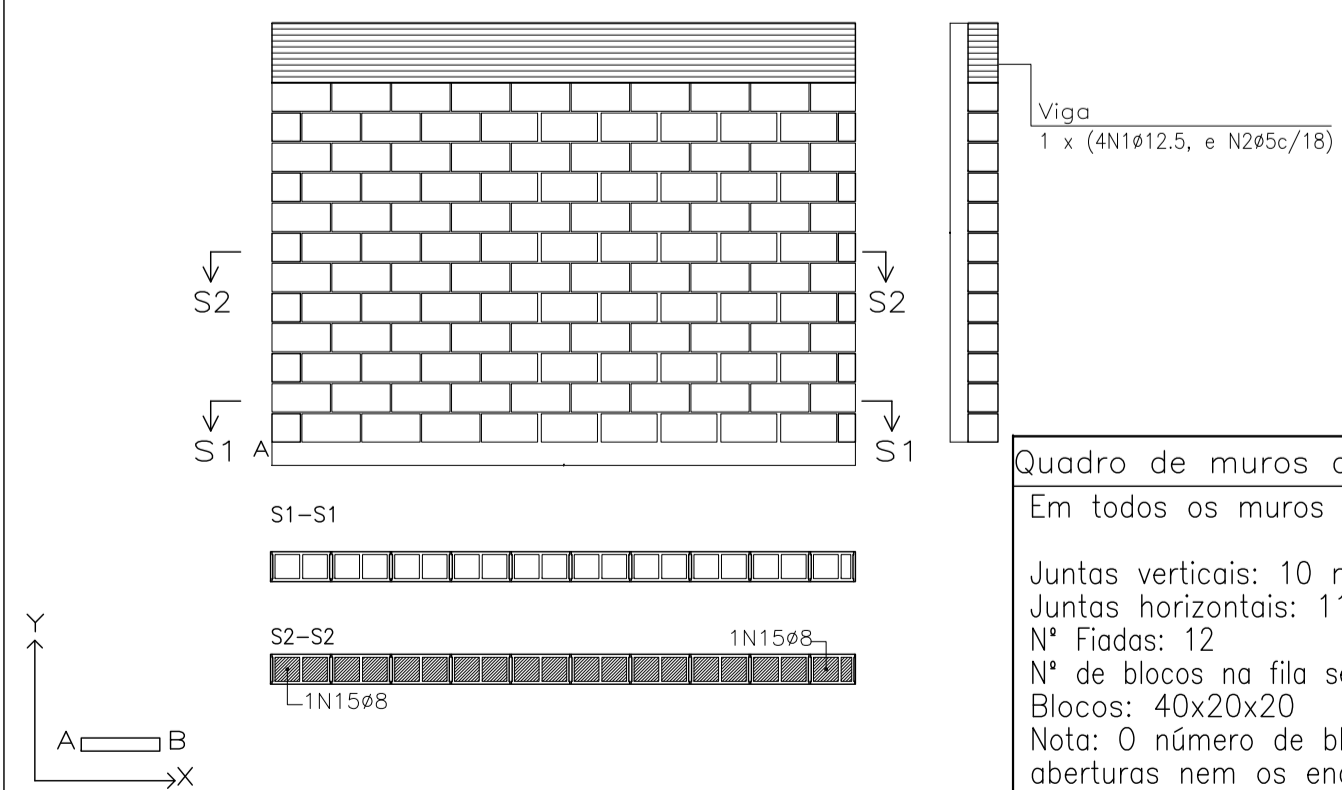 Viga
1 x (4N1ø12.5, e N2ø5c/18)
S2
S2
S1
A
S1
Quadro de muros
Em todos os muros
S1-S1
Juntas verticais: 10
Juntas horizontais: 11
Y
S2-S2
1N15ø8
Nº Fiadas: 12
Nº de blocos na fila
1N15ø8
Blocos: 40x20x20
A
B
Nota: O número de
X
aberturas nem os